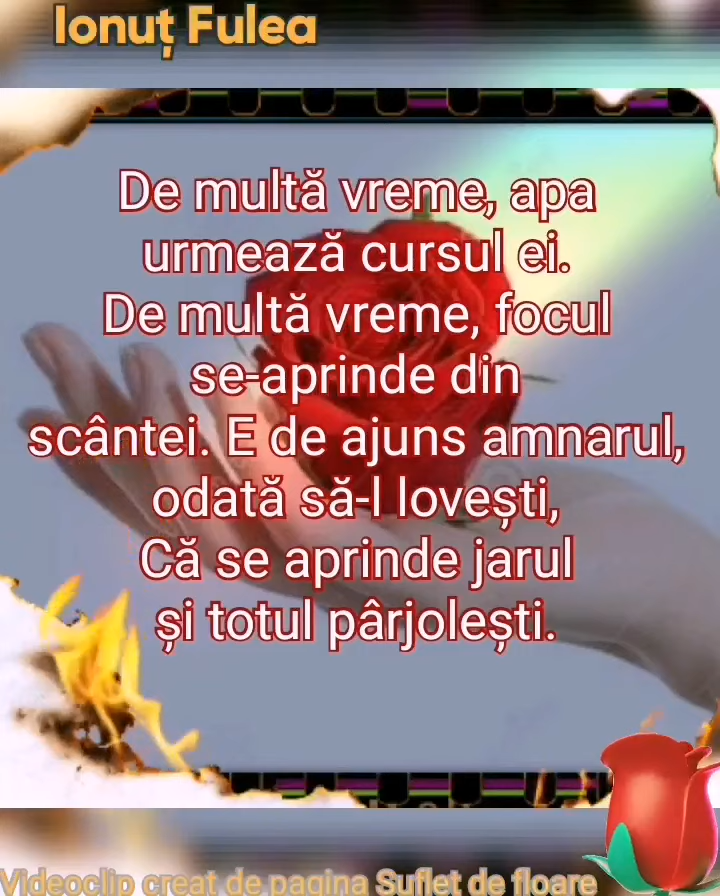 Ionuț Fulea
De multă vreme, apa
urmează cursul ei.
De multă vreme, focul
se-aprinde din
scântei. E de ajuns amnarul,
odată să-l lovești,
Că se aprinde jarul
și totul pârjolești.
Videoclip creat de pagina Suflet de floare